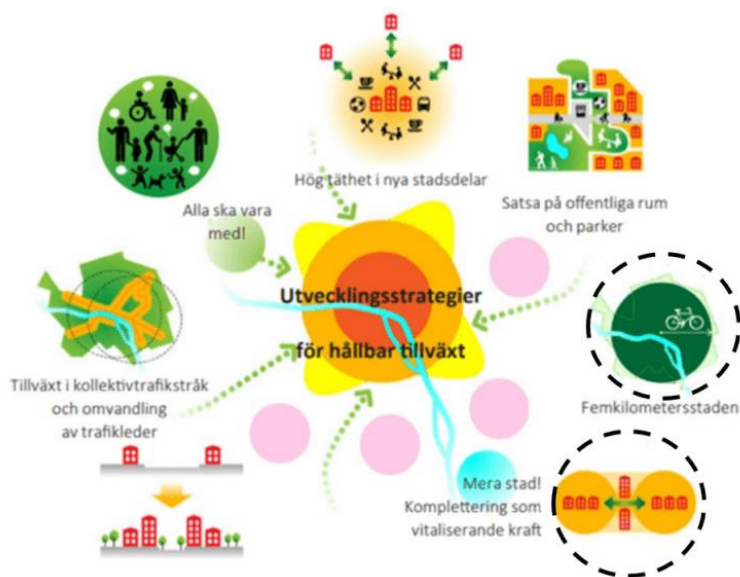 Hög täthet i nya stadsdelar
Alla ska vara
med!
Satsa på offentliga rum
och parker
Utvecklingsstrategier
för hållbar tillväxt
Tillväxt i kollektivtrafikstråk
och omvandling
av trafikleder
Femkilometersstaden
Mera stad!
Komplettering som
vitaliserande kraft